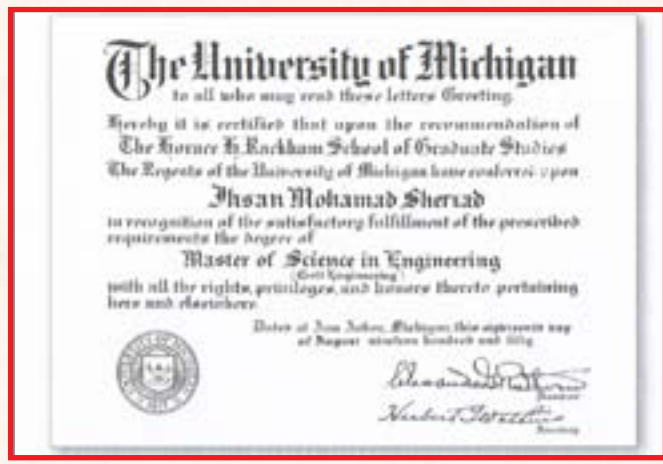 The University of Michigan
to all who may read these letters Greeting.
Hereby it is certified that upon the recommendation of
The Horace H. Rackham School of Graduate Studies
The Regents of the University of Michigan have conferred upon
Ihsan Mohamad Sheriad
in recognition of the satisfactory fulfillment of the prescribed
requirements the degree of
Master of Science in Engineering
(Civil Engineering)
with all the rights, privileges, and honors thereto pertaining
here and elsewhere.
Dated at Ann Arbor, Michigan, this day
of August nineteen hundred and fifty
President
Secretary